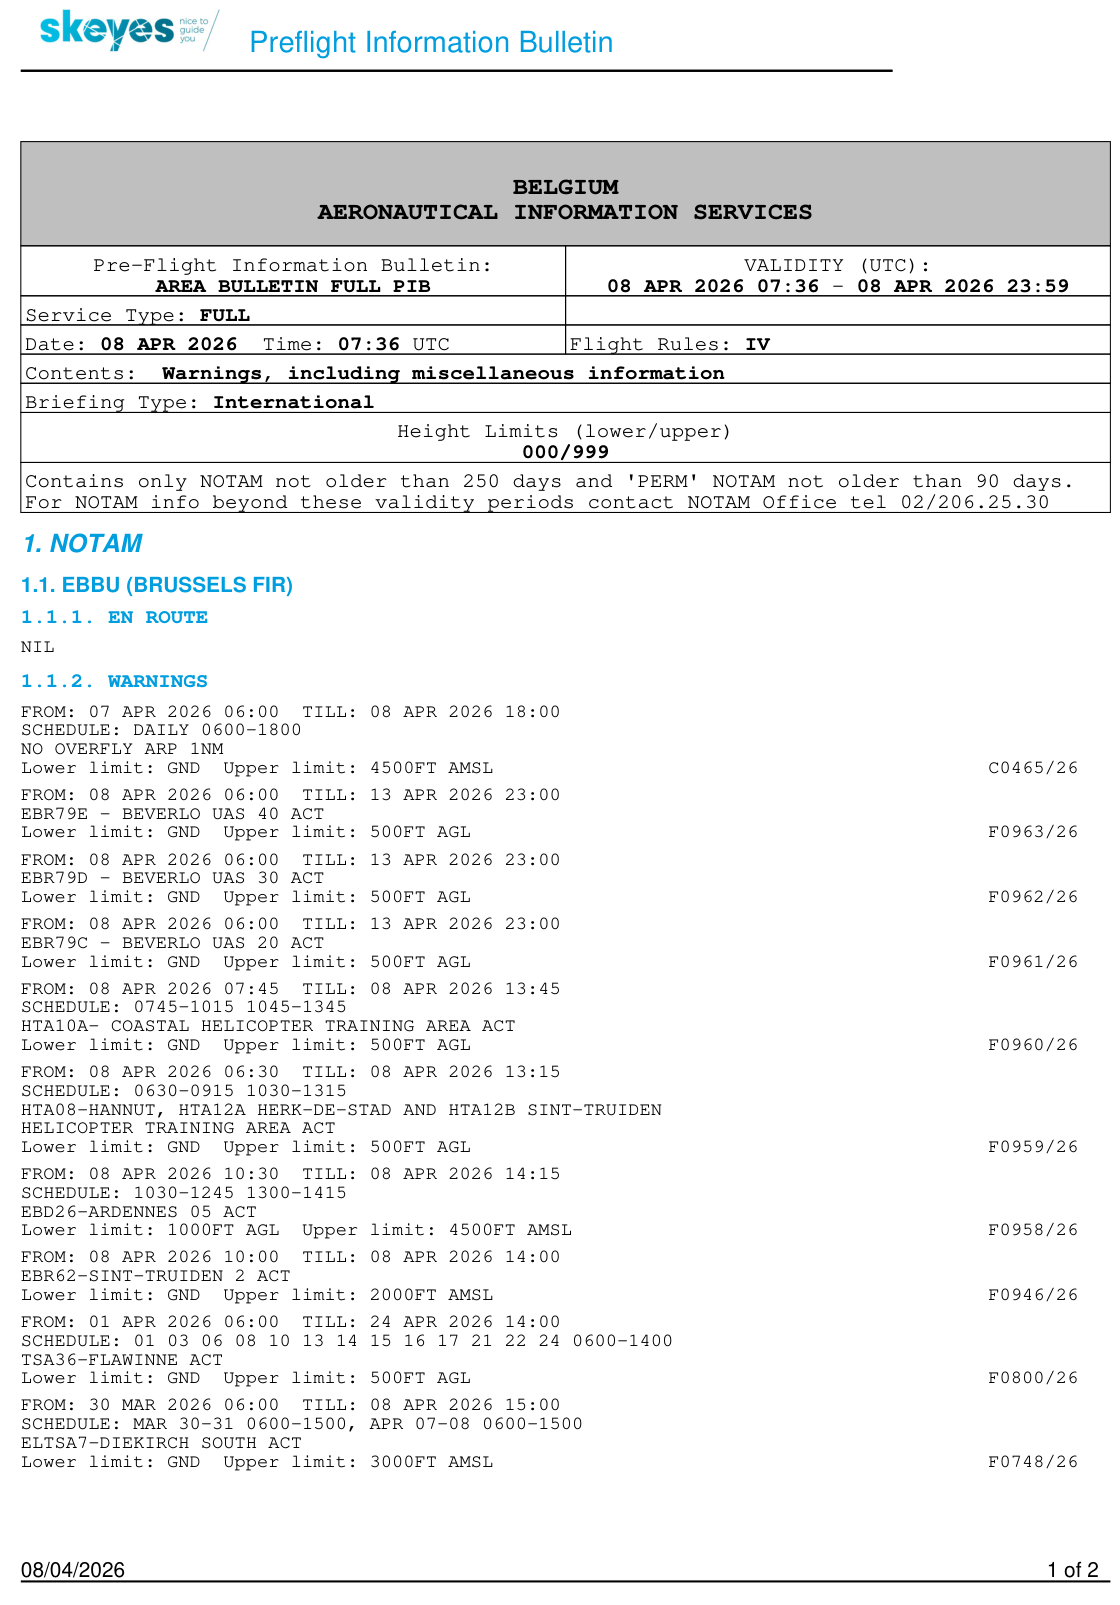 skeyes nice to guide you
Preflight Information Bulletin
BELGIUM
AERONAUTICAL INFORMATION SERVICES
Pre-Flight Information Bulletin:
AREA BULLETIN FULL PIB
VALIDITY (UTC):
08 APR 2026 07:36 - 08 APR 2026 23:59
Service Type: FULL
Date: 08 APR 2026 Time: 07:36 UTC
Flight Rules: IV
Contents: Warnings, including miscellaneous information
Briefing Type: International
Height Limits (lower/upper)
000/999
Contains only NOTAM not older than 250 days and 'PERM' NOTAM not older than 90 days.
For NOTAM info beyond these validity periods contact NOTAM Office tel 02/206.25.30
1. NOTAM
1.1. EBBU (BRUSSELS FIR)
1.1.1. EN ROUTE
NIL
1.1.2. WARNINGS
FROM: 07 APR 2026 06:00 TILL: 08 APR 2026 18:00
SCHEDULE: DAILY 0600-1800
NO OVERFLY ARP 1NM
Lower limit: GND Upper limit: 4500FT AMSL C0465/26
FROM: 08 APR 2026 06:00 TILL: 13 APR 2026 23:00
EBR79E - BEVERLO UAS 40 ACT
Lower limit: GND Upper limit: 500FT AGL F0963/26
FROM: 08 APR 2026 06:00 TILL: 13 APR 2026 23:00
EBR79D - BEVERLO UAS 30 ACT
Lower limit: GND Upper limit: 500FT AGL F0962/26
FROM: 08 APR 2026 06:00 TILL: 13 APR 2026 23:00
EBR79C - BEVERLO UAS 20 ACT
Lower limit: GND Upper limit: 500FT AGL F0961/26
FROM: 08 APR 2026 07:45 TILL: 08 APR 2026 13:45
SCHEDULE: 0745-1015 1045-1345
HTA10A- COASTAL HELICOPTER TRAINING AREA ACT
Lower limit: GND Upper limit: 500FT AGL F0960/26
FROM: 08 APR 2026 06:30 TILL: 08 APR 2026 13:15
SCHEDULE: 0630-0915 1030-1315
HTA08-HANNUT, HTA12A HERK-DE-STAD AND HTA12B SINT-TRUIDEN
HELICOPTER TRAINING AREA ACT
Lower limit: GND Upper limit: 500FT AGL F0959/26
FROM: 08 APR 2026 10:30 TILL: 08 APR 2026 14:15
SCHEDULE: 1030-1245 1300-1415
EBD26-ARDENNES 05 ACT
Lower limit: 1000FT AGL Upper limit: 4500FT AMSL F0958/26
FROM: 08 APR 2026 10:00 TILL: 08 APR 2026 14:00
EBR62-SINT-TRUIDEN 2 ACT
Lower limit: GND Upper limit: 2000FT AMSL F0946/26
FROM: 01 APR 2026 06:00 TILL: 24 APR 2026 14:00
SCHEDULE: 01 03 06 08 10 13 14 15 16 17 21 22 24 0600-1400
TSA36-FLAWINNE ACT
Lower limit: GND Upper limit: 500FT AGL F0800/26
FROM: 30 MAR 2026 06:00 TILL: 08 APR 2026 15:00
SCHEDULE: MAR 30-31 0600-1500, APR 07-08 0600-1500
ELTSA7-DIEKIRCH SOUTH ACT
Lower limit: GND Upper limit: 3000FT AMSL F0748/26
08/04/2026 1 of 2